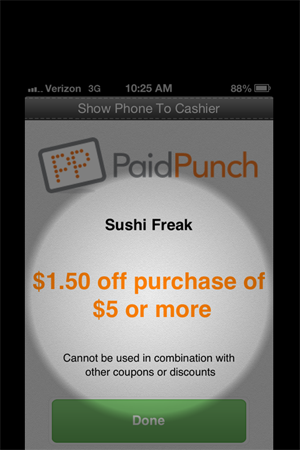 Verizon 3G 10:25 AM 88%
Show Phone To Cashier
PP PaidPunch
Sushi Freak
$1.50 off purchase of
$5 or more
Cannot be used in combination with
other coupons or discounts
Done